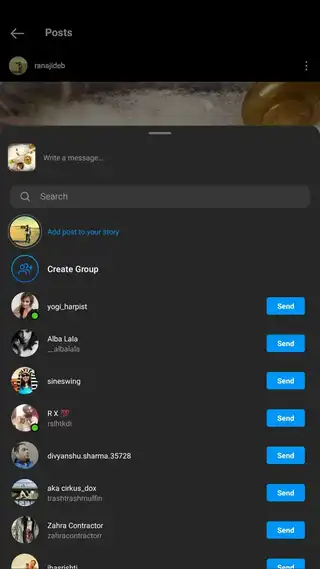 Posts
ranajideb
Write a message...
Search
Add post to your story
Create Group
yogi_harpist
Send
Alba Lala
__albalala
Send
sineswing
Send
R X 💯
rslhtkdi
Send
divyanshu.sharma.35728
Send
aka cirkus_dox
trashtrashmuffin
Send
Zahra Contractor
zahracontractorr
Send
jhasrishti
Send